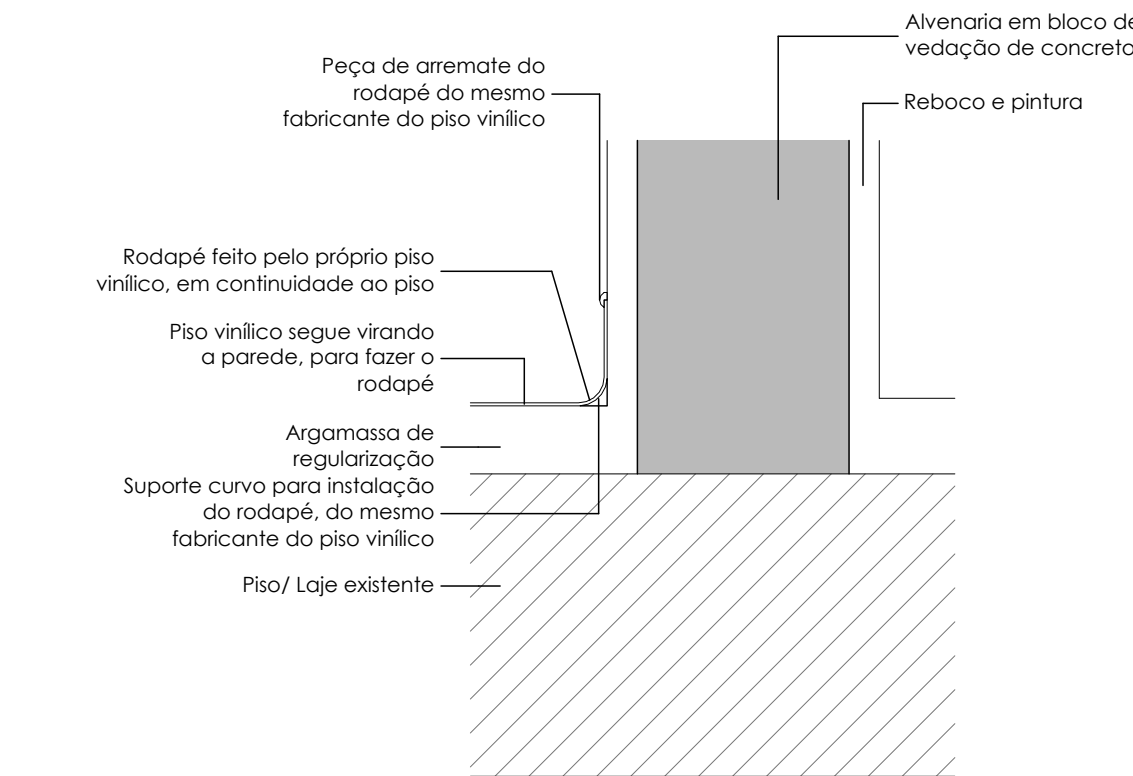 Alvenaria em bloco de
vedação de concreto
Peça de arremate do
rodapé do mesmo
fabricante do piso vinílico
Reboco e pintura
Rodapé feito pelo próprio piso
vinílico, em continuidade ao piso
Piso vinílico segue virando
a parede, para fazer o
rodapé
Argamassa de
regularização
Suporte curvo para instalação
do rodapé, do mesmo
fabricante do piso vinílico
Piso/ Laje existente